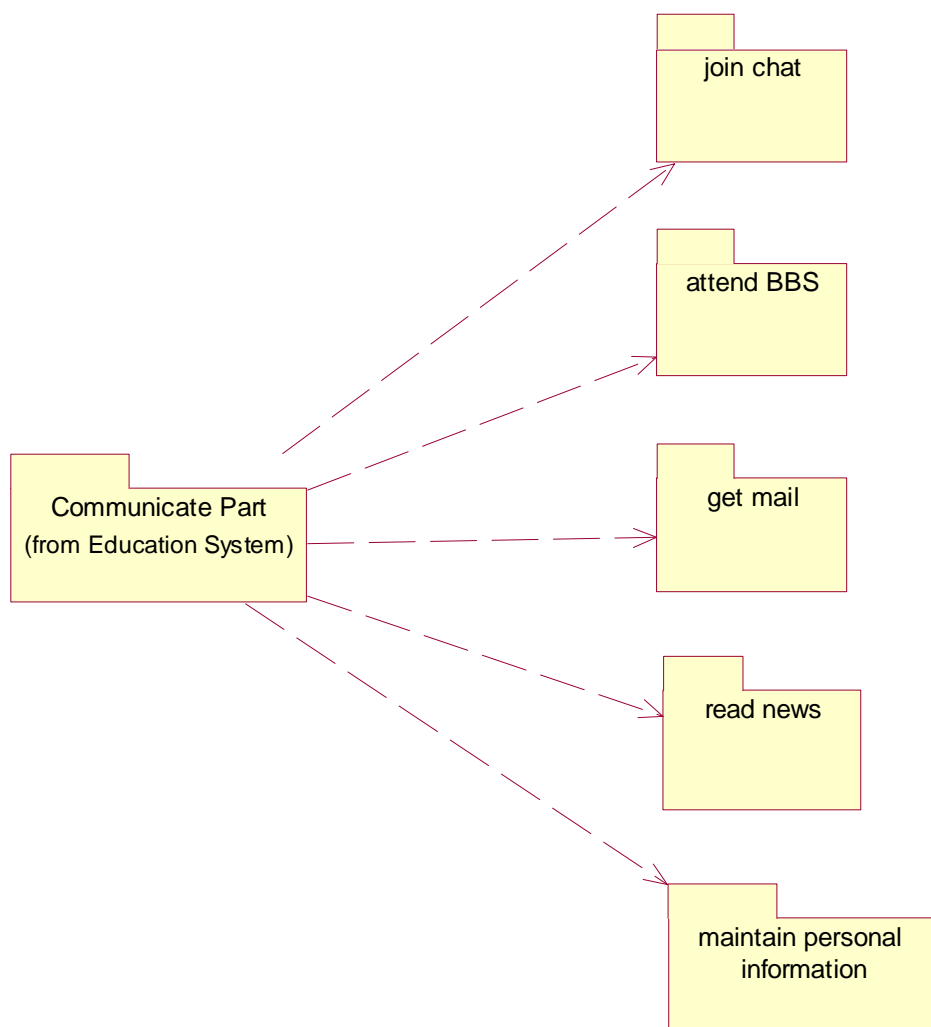 join chat
attend BBS
Communicate Part
(from Education System)
get mail
read news
maintain personal
information